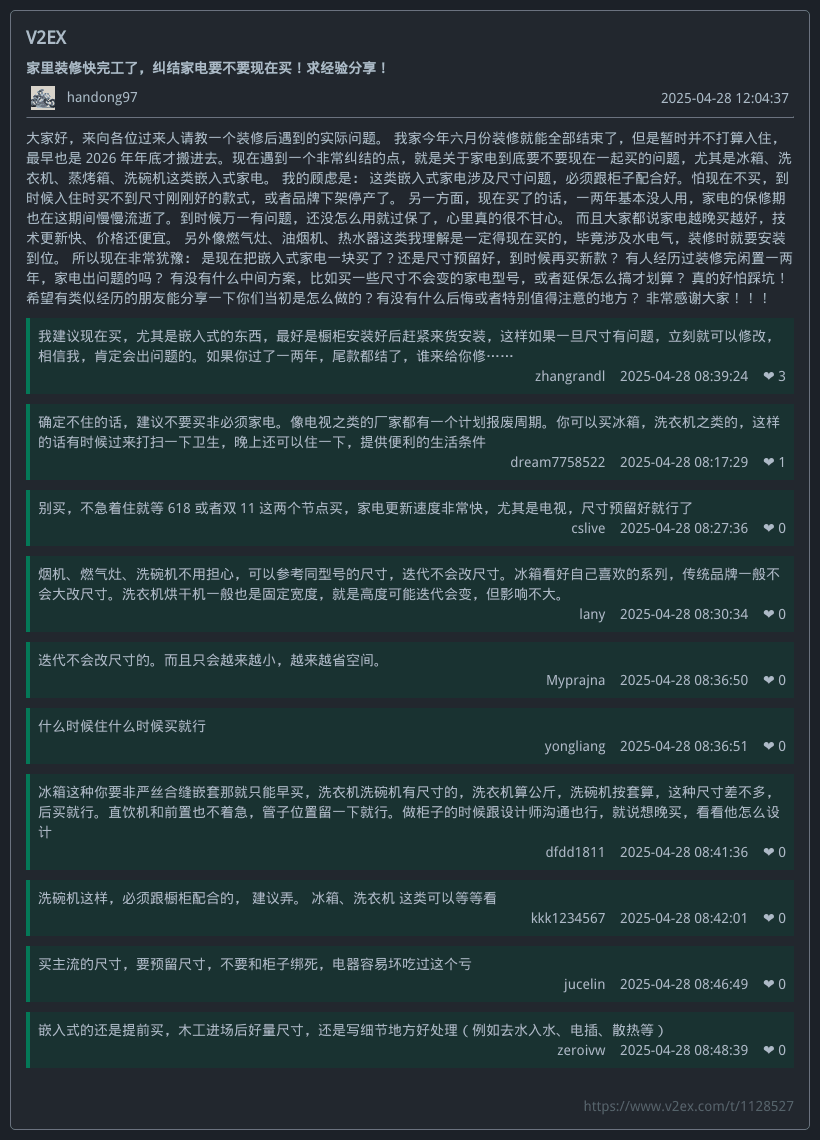 V2EX
家里装修快完工了，纠结家电要不要现在买！求经验分享！
handong97 2025-04-28 12:04:37
大家好，来向各位过来人请教一个装修后遇到的实际问题。 我家今年六月份装修就能全部结束了，但是暂时并不打算入住，
最早也是 2026 年年底才搬进去。现在遇到一个非常纠结的点，就是关于家电到底要不要现在一起买的问题，尤其是冰箱、洗
衣机、蒸烤箱、洗碗机这类嵌入式家电。 我的顾虑是： 这类嵌入式家电涉及尺寸问题，必须跟柜子配合好。怕现在不买，到
时候入住时买不到尺寸刚刚好的款式，或者品牌下架停产了。 另一方面，现在买了的话，一两年基本没人用，家电的保修期
也在这期间慢慢流逝了。到时候万一有问题，还没怎么用就过保了，心里真的很不甘心。 而且大家都说家电越晚买越好，技
术更新快、价格还便宜。 另外像燃气灶、油烟机、热水器这类我理解是一定得现在买的，毕竟涉及水电气，装修时就要安装
到位。 所以现在非常犹豫： 是现在把嵌入家电一块买了？还是尺寸预留好，到时候再买新款？ 有人经历过装修完闲置一两
年，家电出问题的吗？ 有没有什么中间方案，比如买一些尺寸不会变的家电型号，或者延保怎么搞才划算？ 真的好怕踩坑！
希望有类似经历的朋友能分享一下你们当初是怎么做的？有没有什么后悔或者特别值得注意的地方？ 非常感谢大家！！！
我建议现在买，尤其是嵌入式的东西，最好是橱柜安装好后赶紧来货安装，这样如果一旦尺寸有问题，立刻就可以修改，
相信我，肯定会出问题的。如果你过了一两年，尾款都结了，谁来给你修……
zhangrandl 2025-04-28 08:39:24 ❤ 3
确定不住的话，建议不要买非必须家电。像电视之类的厂家都有一个计划报废周期。你可以买冰箱，洗衣机之类的，这样
的话有时候过来打扫一下卫生，晚上还可以住一下，提供便利的生活条件
dream7758522 2025-04-28 08:17:29 ❤ 1
别买，不急着住就等 618 或者双 11 这两个节点买，家电更新速度非常快，尤其是电视，尺寸预留好就行了
cslive 2025-04-28 08:27:36 ❤ 0
烟机、燃气灶、洗碗机不用担心，可以参考同型号的尺寸，迭代不会改尺寸。冰箱看好自己喜欢的系列，传统品牌一般不
会大改尺寸。洗衣机烘干机一般也是固定宽度，就是高度可能迭代会变，但影响不大。
lany 2025-04-28 08:30:34 ❤ 0
迭代不会改尺寸的。而且只会越来越小，越来越省空间。
Myprajna 2025-04-28 08:36:50 ❤ 0
什么时候住什么时候买就行
yongliang 2025-04-28 08:36:51 ❤ 0
冰箱这种你要非严丝合缝嵌套那就只能早买，洗衣机洗碗机有尺寸的，洗衣机算公斤，洗碗机按套算，这种尺寸差不多，
后买就行。直饮机和前置也不着急，管子位置留一下就行。做柜子的时候跟设计师沟通也行，就说想晚买，看看他怎么设
计
dfdd1811 2025-04-28 08:41:36 ❤ 0
洗碗机这样，必须跟橱柜配合的， 建议弄。 冰箱、洗衣机 这类可以等等看
kkk1234567 2025-04-28 08:42:01 ❤ 0
买主流的尺寸，要预留尺寸，不要和柜子绑死，电器容易坏吃过这个亏
jucelin 2025-04-28 08:46:49 ❤ 0
嵌入式的还是提前买，木工进场后好量尺寸，还是写细节地方好处理（例如去水入水、电插、散热等）
zeroivw 2025-04-28 08:48:39 ❤ 0
https://www.v2ex.com/t/1128527